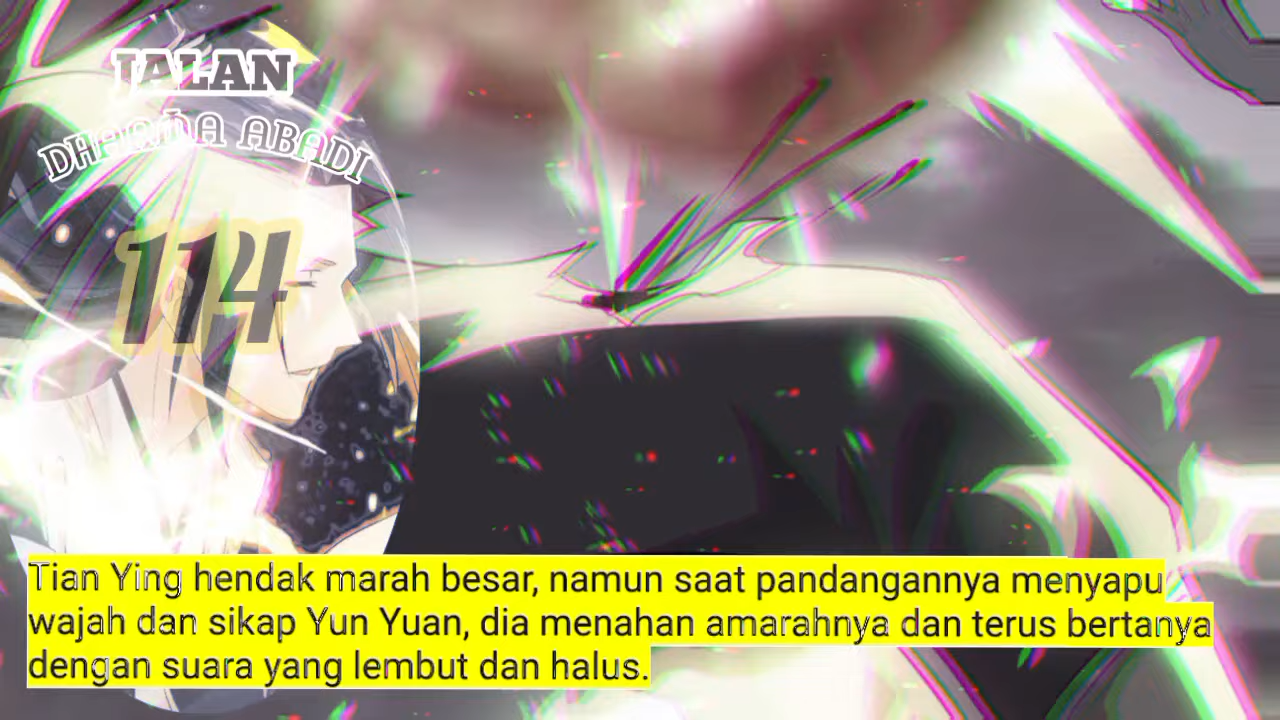 JALAN
DHARMA ABADI
114
Tian Ying hendak marah besar, namun saat pandangannya menyapu
wajah dan sikap Yun Yuan, dia menahan amarahnya dan terus bertanya
dengan suara yang lembut dan halus.